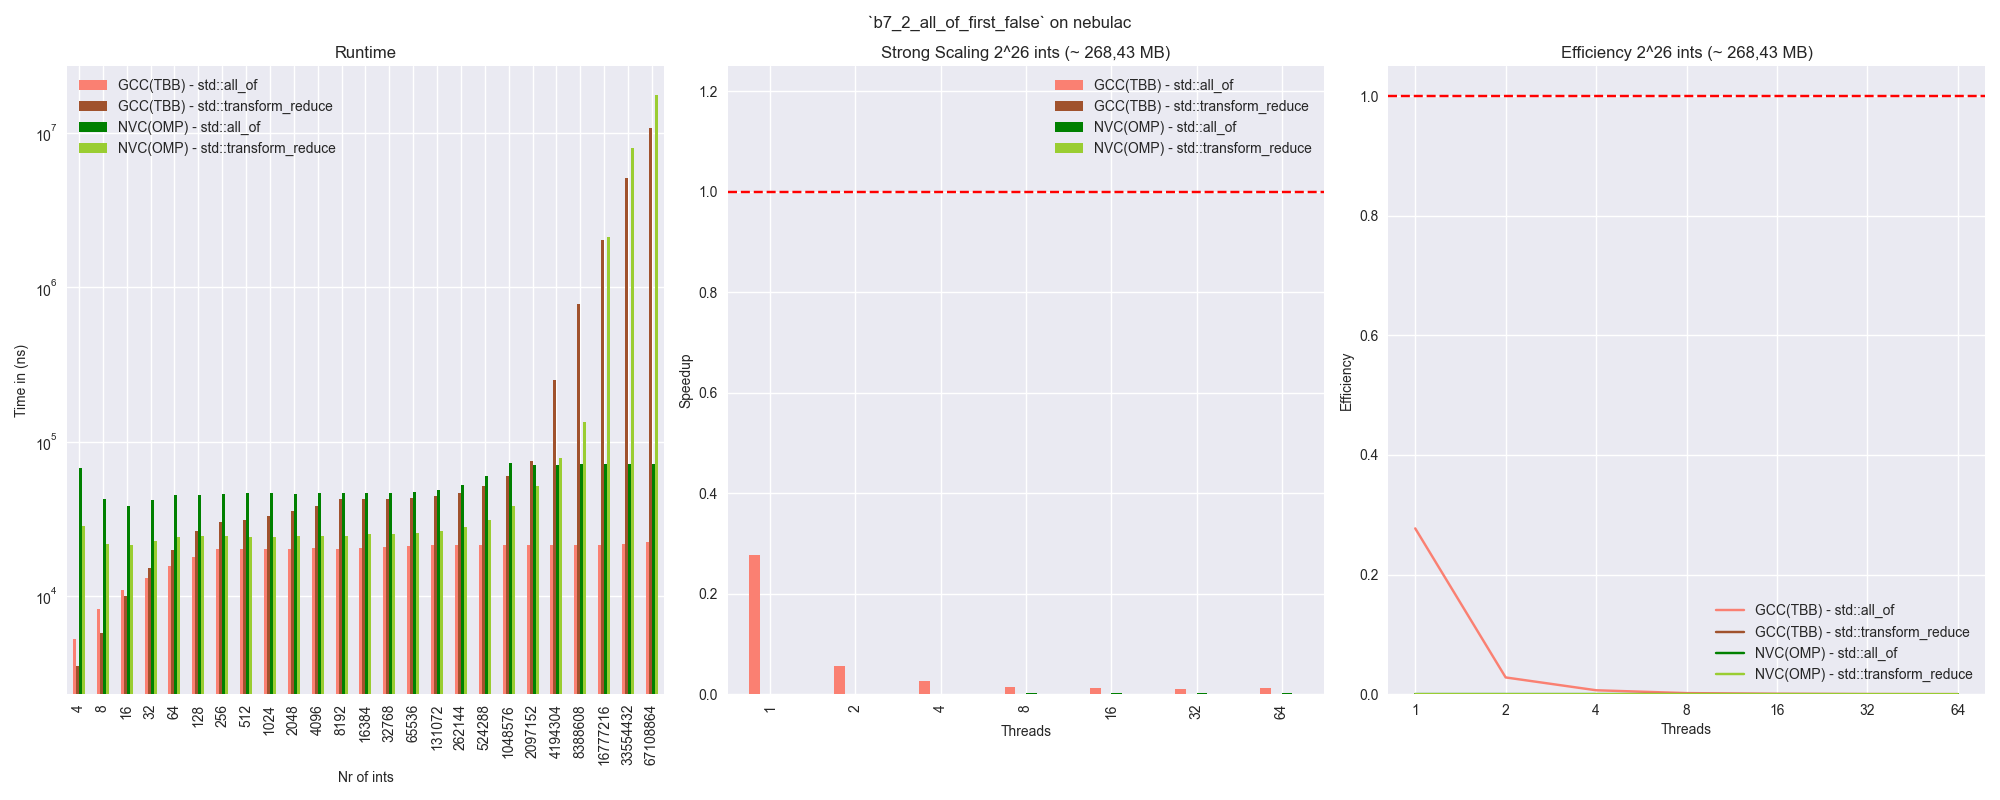 `b7_2_all_of_first_false` on nebulac
Runtime
GCC(TBB) - std::all_of
GCC(TBB) - std::transform_reduce
NVC(OMP) - std::all_of
NVC(OMP) - std::transform_reduce
10^7
10^6
10^5
10^4
Time in (ns)
4
8
16
32
64
128
256
512
1024
2048
4096
8192
16384
32768
65536
131072
262144
524288
1048576
2097152
4194304
8388608
16777216
33554432
67108864
Nr of ints
Strong Scaling 2^26 ints (~ 268,43 MB)
GCC(TBB) - std::all_of
GCC(TBB) - std::transform_reduce
NVC(OMP) - std::all_of
NVC(OMP) - std::transform_reduce
1.2
1.0
0.8
0.6
0.4
0.2
0.0
Speedup
1
2
4
8
16
32
64
Threads
Efficiency 2^26 ints (~ 268,43 MB)
1.0
0.8
0.6
0.4
0.2
0.0
Efficiency
GCC(TBB) - std::all_of
GCC(TBB) - std::transform_reduce
NVC(OMP) - std::all_of
NVC(OMP) - std::transform_reduce
1
2
4
8
16
32
64
Threads